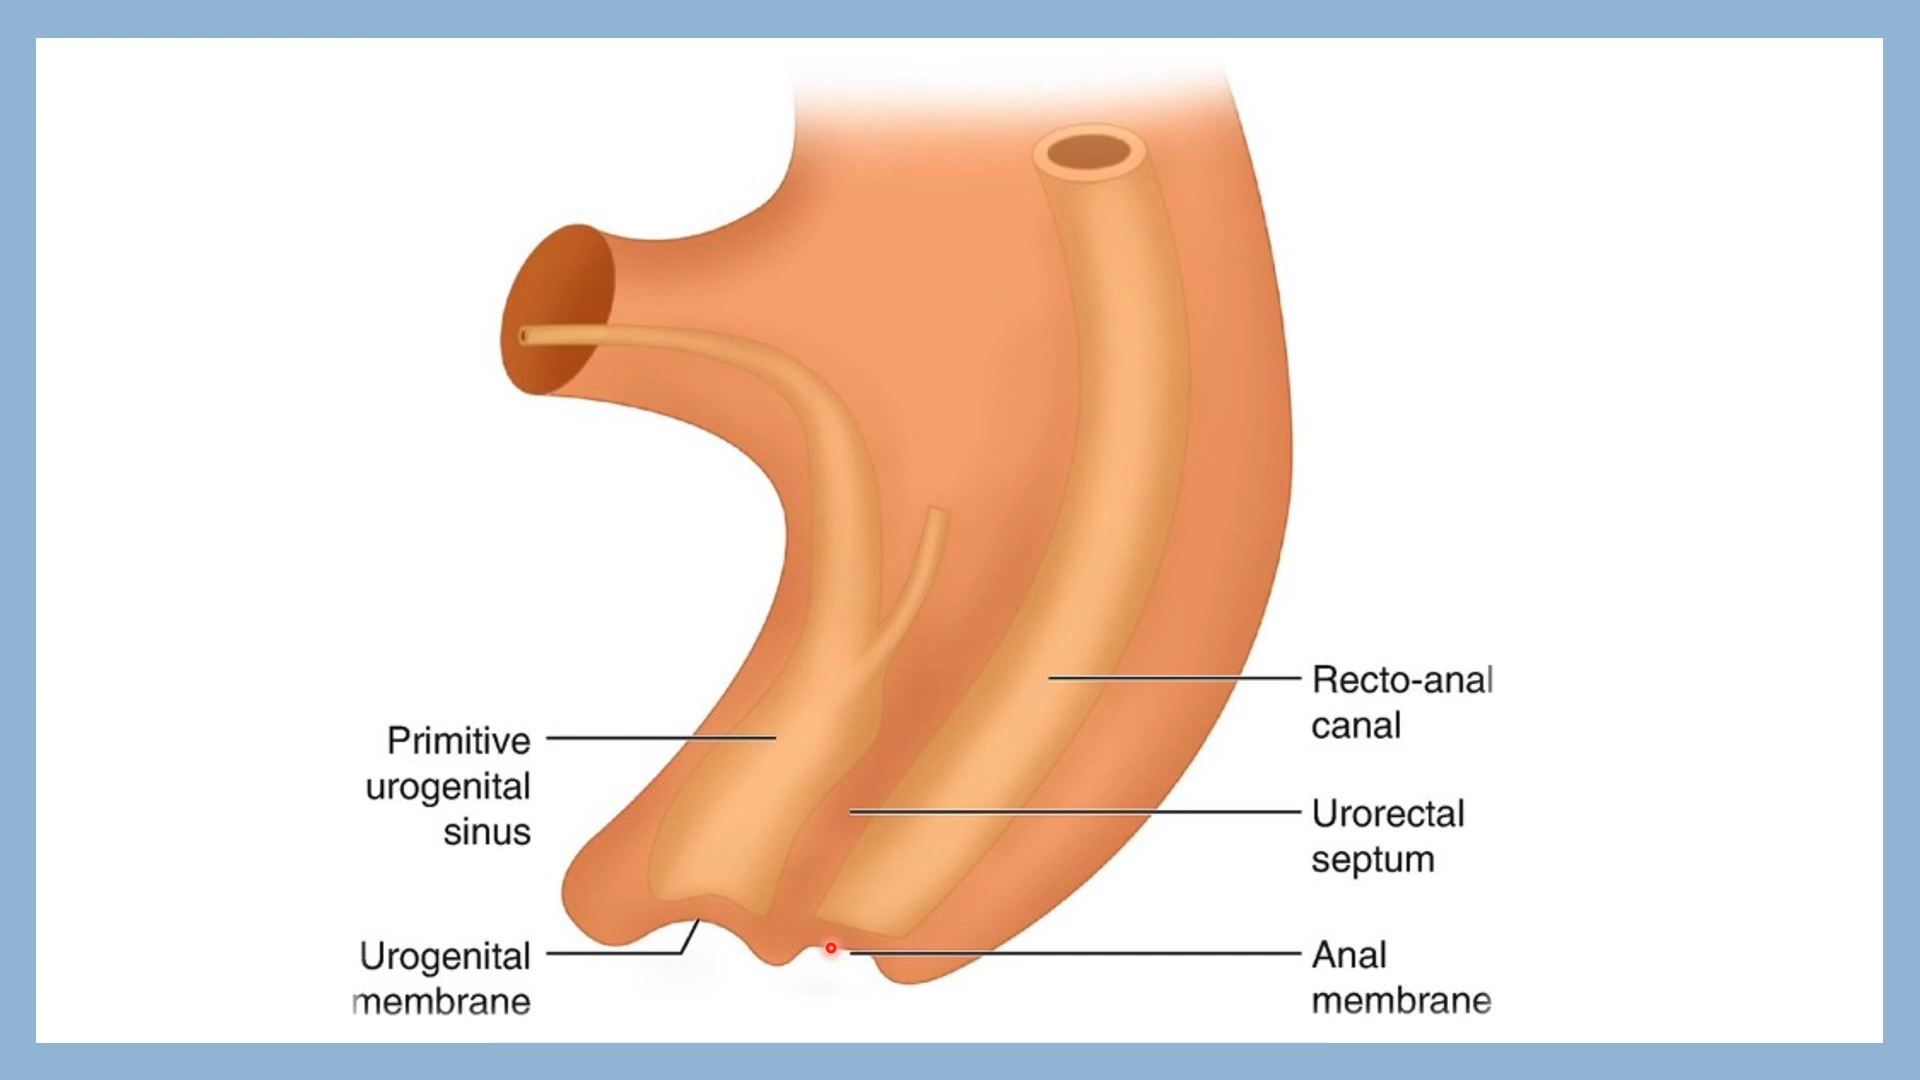 Recto-anal
canal
Primitive
urogenital
sinus
Urorectal
septum
Urogenital
membrane
Anal
membrane